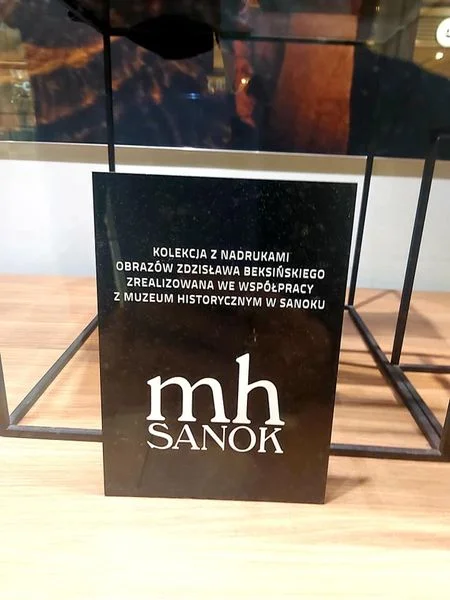 KOLEKCJA Z NADRUKAMI
OBRAZÓW ZDZISŁAWA BEKSIŃSKIEGO
ZREALIZOWANA WE WSPÓŁPRACY
Z MUZEUM HISTORYCZNYM W SANOKU
mh
SANOK